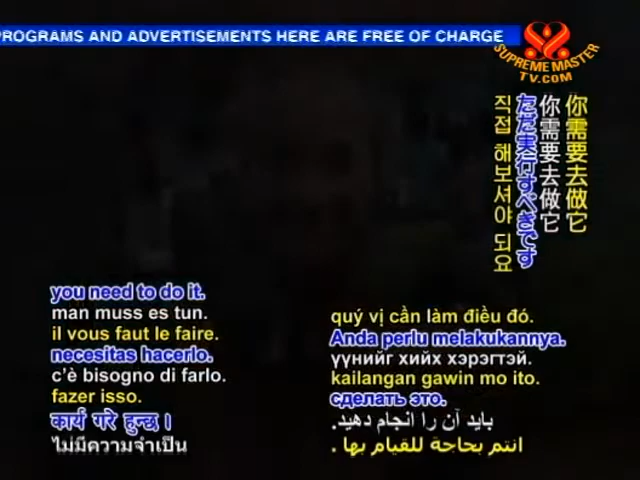 PROGRAMS AND ADVERTISEMENTS HERE ARE FREE OF CHARGE
SUPREME MASTER
TV.COM
你需要去做它
你需要去做它
ただ実行すべきです
직접 해보셔야 되요
you need to do it.
man muss es tun.
il vous faut le faire.
necesitas hacerlo.
c'è bisogno di farlo.
fazer isso.
कार्य गरे हुन्छ।
ไม่มีความจำเป็น
quý vị cần làm điều đó.
Anda perlu melakukannya.
үүнийг хийх хэрэгтэй.
kailangan gawin mo ito.
сделать это.
باید آن را انجام دهید.
انتم بحاجة للقيام بها .